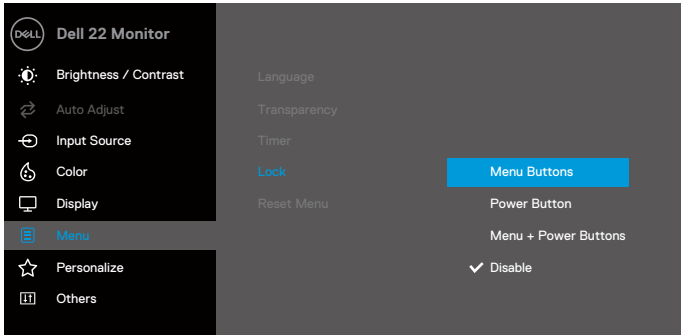 DELL Dell 22 Monitor
Brightness / Contrast
Auto Adjust
Input Source
Color
Display
Menu
Personalize
Others
Language
Transparency
Timer
Lock
Reset Menu
Menu Buttons
Power Button
Menu + Power Buttons
Disable